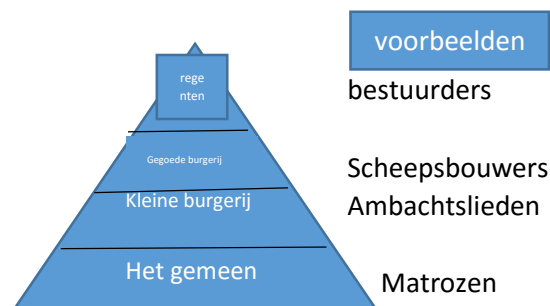 voorbeelden
rege
nten
bestuurders
Gegoede burgerij
Scheepsbouwers
Kleine burgerij
Ambachtslieden
Het gemeen
Matrozen